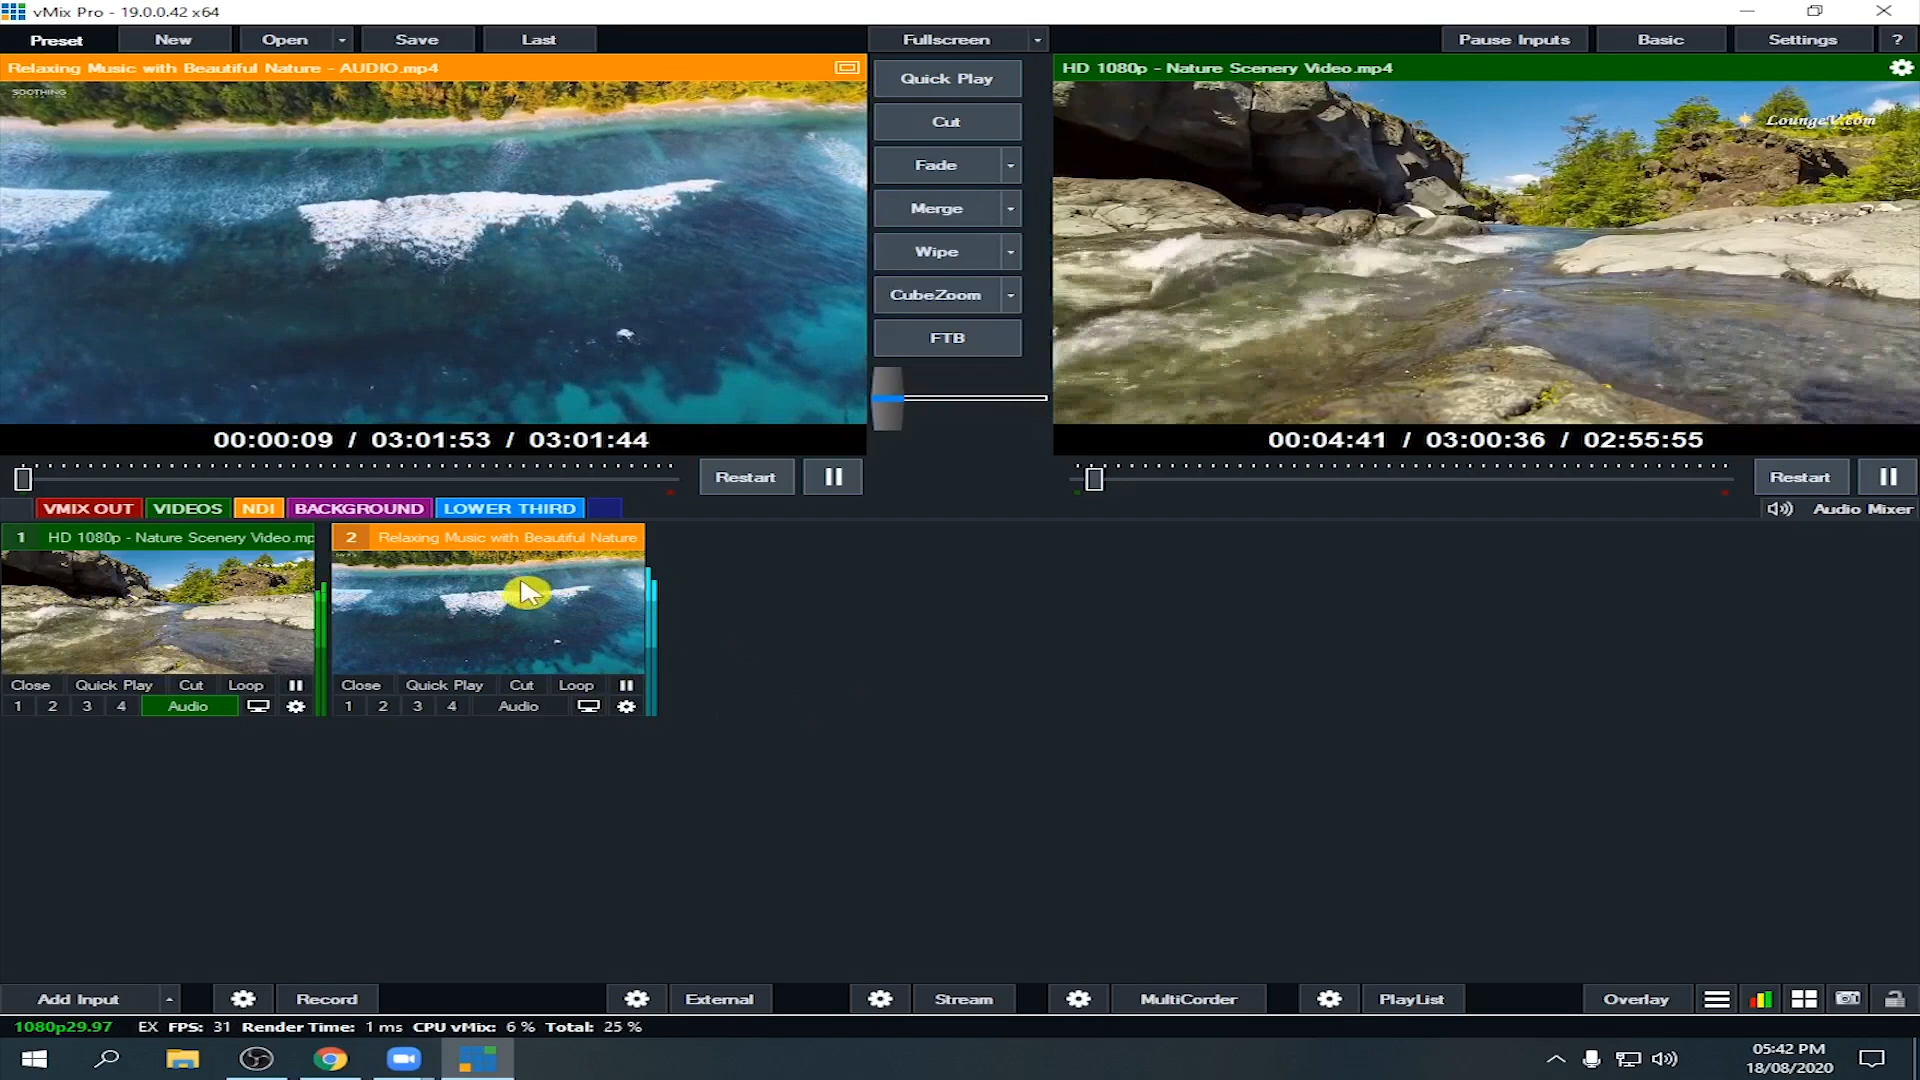 vMix Pro - 19.0.0.42 x64
Preset New Open Save Last Fullscreen Pause Inputs Basic Settings ?
Relaxing Music with Beautiful Nature - AUDIO.mp4
HD 1080p - Nature Scenery Video.mp4
SOOTHING
LoungeV.com
Quick Play
Cut
Fade
Merge
Wipe
CubeZoom
FTB
00:00:09 / 03:01:53 / 03:01:44
00:04:41 / 03:00:36 / 02:55:55
Restart
Restart
VMIX OUT VIDEOS NDI BACKGROUND LOWER THIRD
Audio Mixer
1 HD 1080p - Nature Scenery Video.mp
2 Relaxing Music with Beautiful Nature
Close Quick Play Cut Loop
Close Quick Play Cut Loop
1 2 3 4 Audio
1 2 3 4 Audio
Add Input Record External Stream MultiCorder PlayList Overlay
1080p29.97 EX FPS: 31 Render Time: 1 ms CPU vMix: 6 % Total: 25 %
05:42 PM
18/08/2020